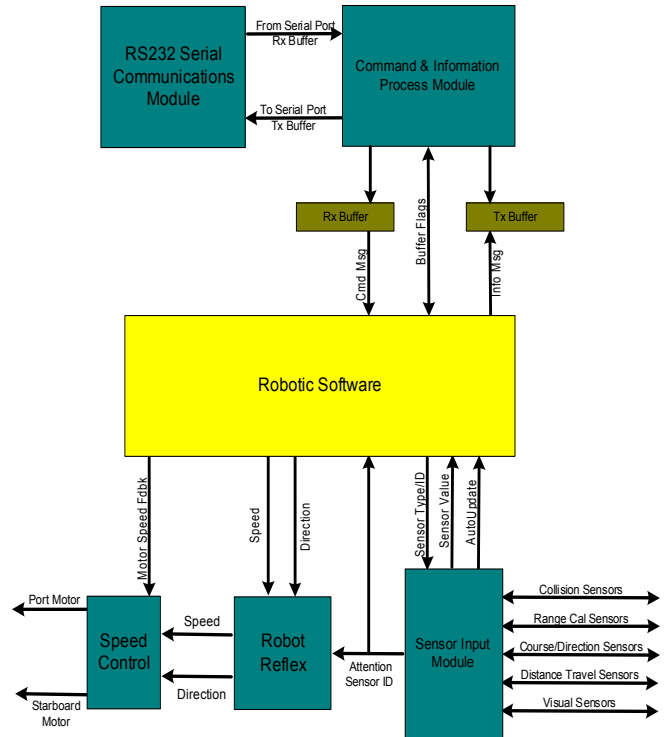 From Serial Port
Rx Buffer
RS232 Serial
Communications
Module
Command & Information
Process Module
To Serial Port
Tx Buffer
Rx Buffer
Tx Buffer
Cmd Msg
Buffer Flags
Info Msg
Robotic Software
Motor Speed Fdbk
Speed
Direction
Sensor Type/ID
Sensor Value
AutoUpdate
Port Motor
Speed
Control
Starboard
Motor
Speed
Direction
Robot
Reflex
Attention
Sensor ID
Sensor Input
Module
Collision Sensors
Range Cal Sensors
Course/Direction Sensors
Distance Travel Sensors
Visual Sensors